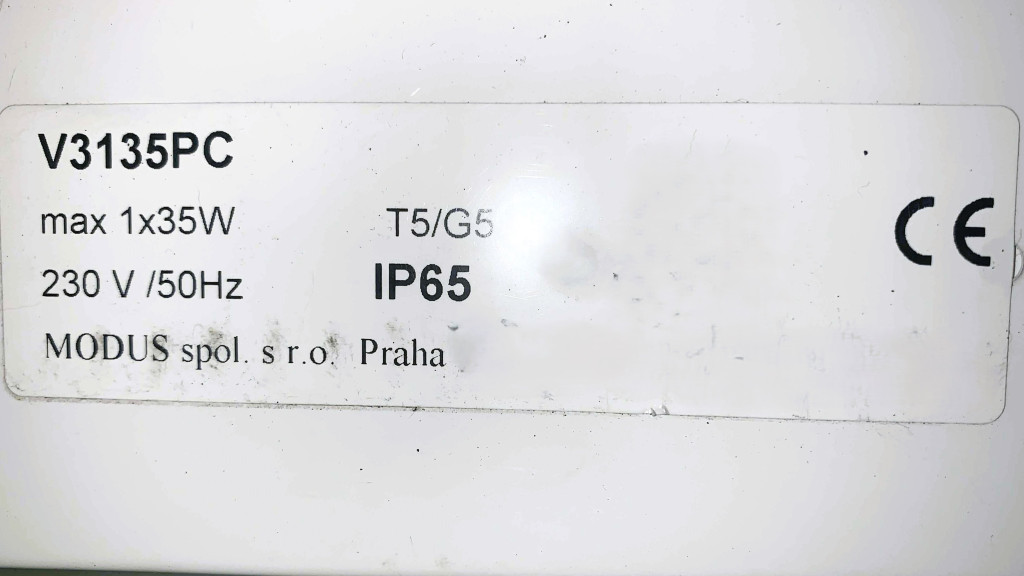 V3135PC
max 1x35W T5/G5
230 V /50Hz IP65
MODUS spol. s r.o. Praha
CE